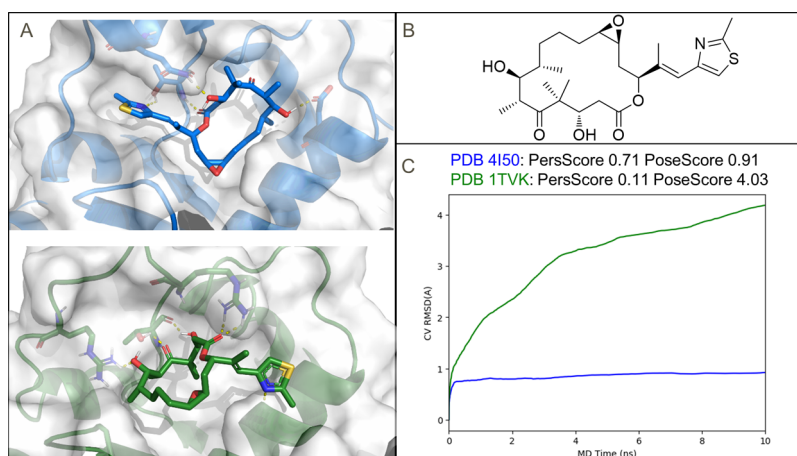 A
B
O
N
S
HO
O
O
OH
O
C
PDB 4I50: PersScore 0.71 PoseScore 0.91
PDB 1TVK: PersScore 0.11 PoseScore 4.03
4
3
2
1
0
CV RMSD(A)
0 2 4 6 8 10
MD Time (ns)